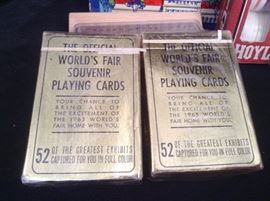 THE OFFICIAL
WORLD'S FAIR
SOUVENIR
PLAYING CARDS
YOUR CHANCE TO
BRING ALL OF
THE EXCITEMENT OF
THE 1965 WORLD'S
FAIR HOME WITH YOU.
52 OF THE GREATEST EXHIBITS
CAPTURED FOR YOU IN FULL COLOR
THE OFFICIAL
WORLD'S FAIR
SOUVENIR
PLAYING CARDS
YOUR CHANCE TO
BRING ALL OF
THE EXCITEMENT OF
THE 1965 WORLD'S
FAIR HOME WITH YOU.
52 OF THE GREATEST EXHIBITS
CAPTURED FOR YOU IN FULL COLOR
HOYL